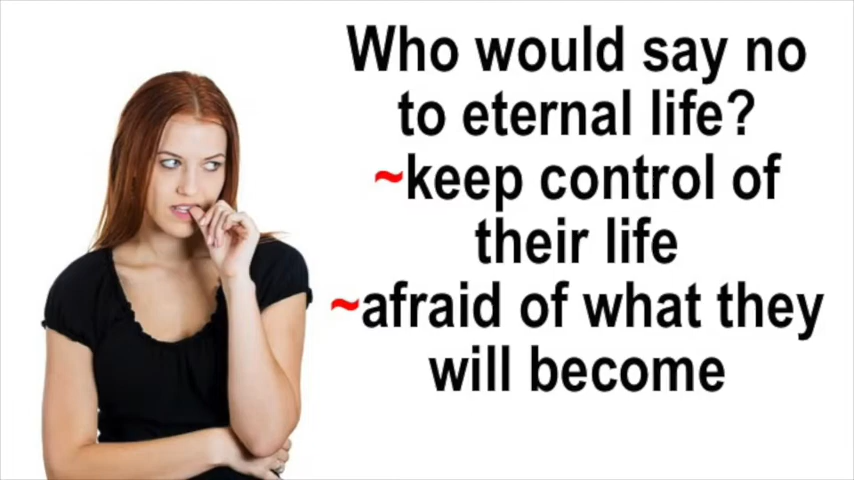 Who would say no
to eternal life?
~keep control of
their life
~afraid of what they
will become